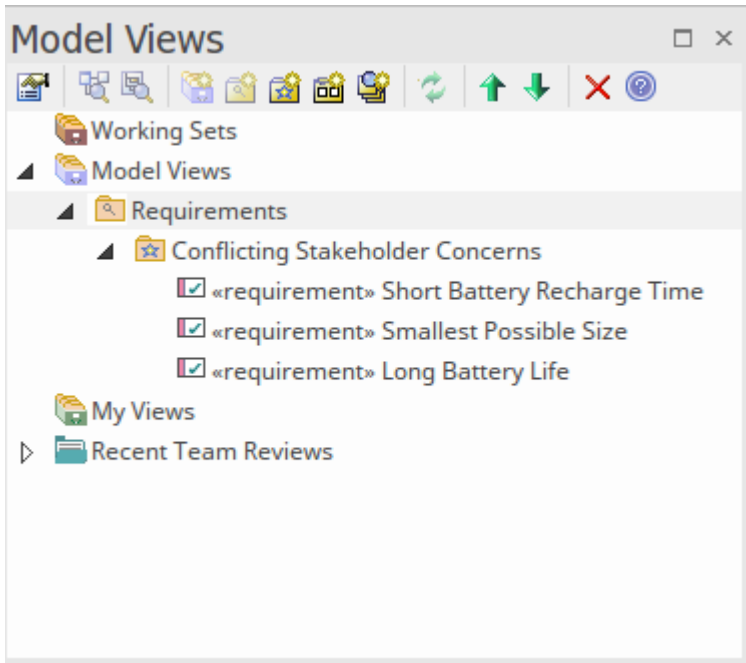 Model Views
Working Sets
Model Views
Requirements
Conflicting Stakeholder Concerns
«requirement» Short Battery Recharge Time
«requirement» Smallest Possible Size
«requirement» Long Battery Life
My Views
Recent Team Reviews